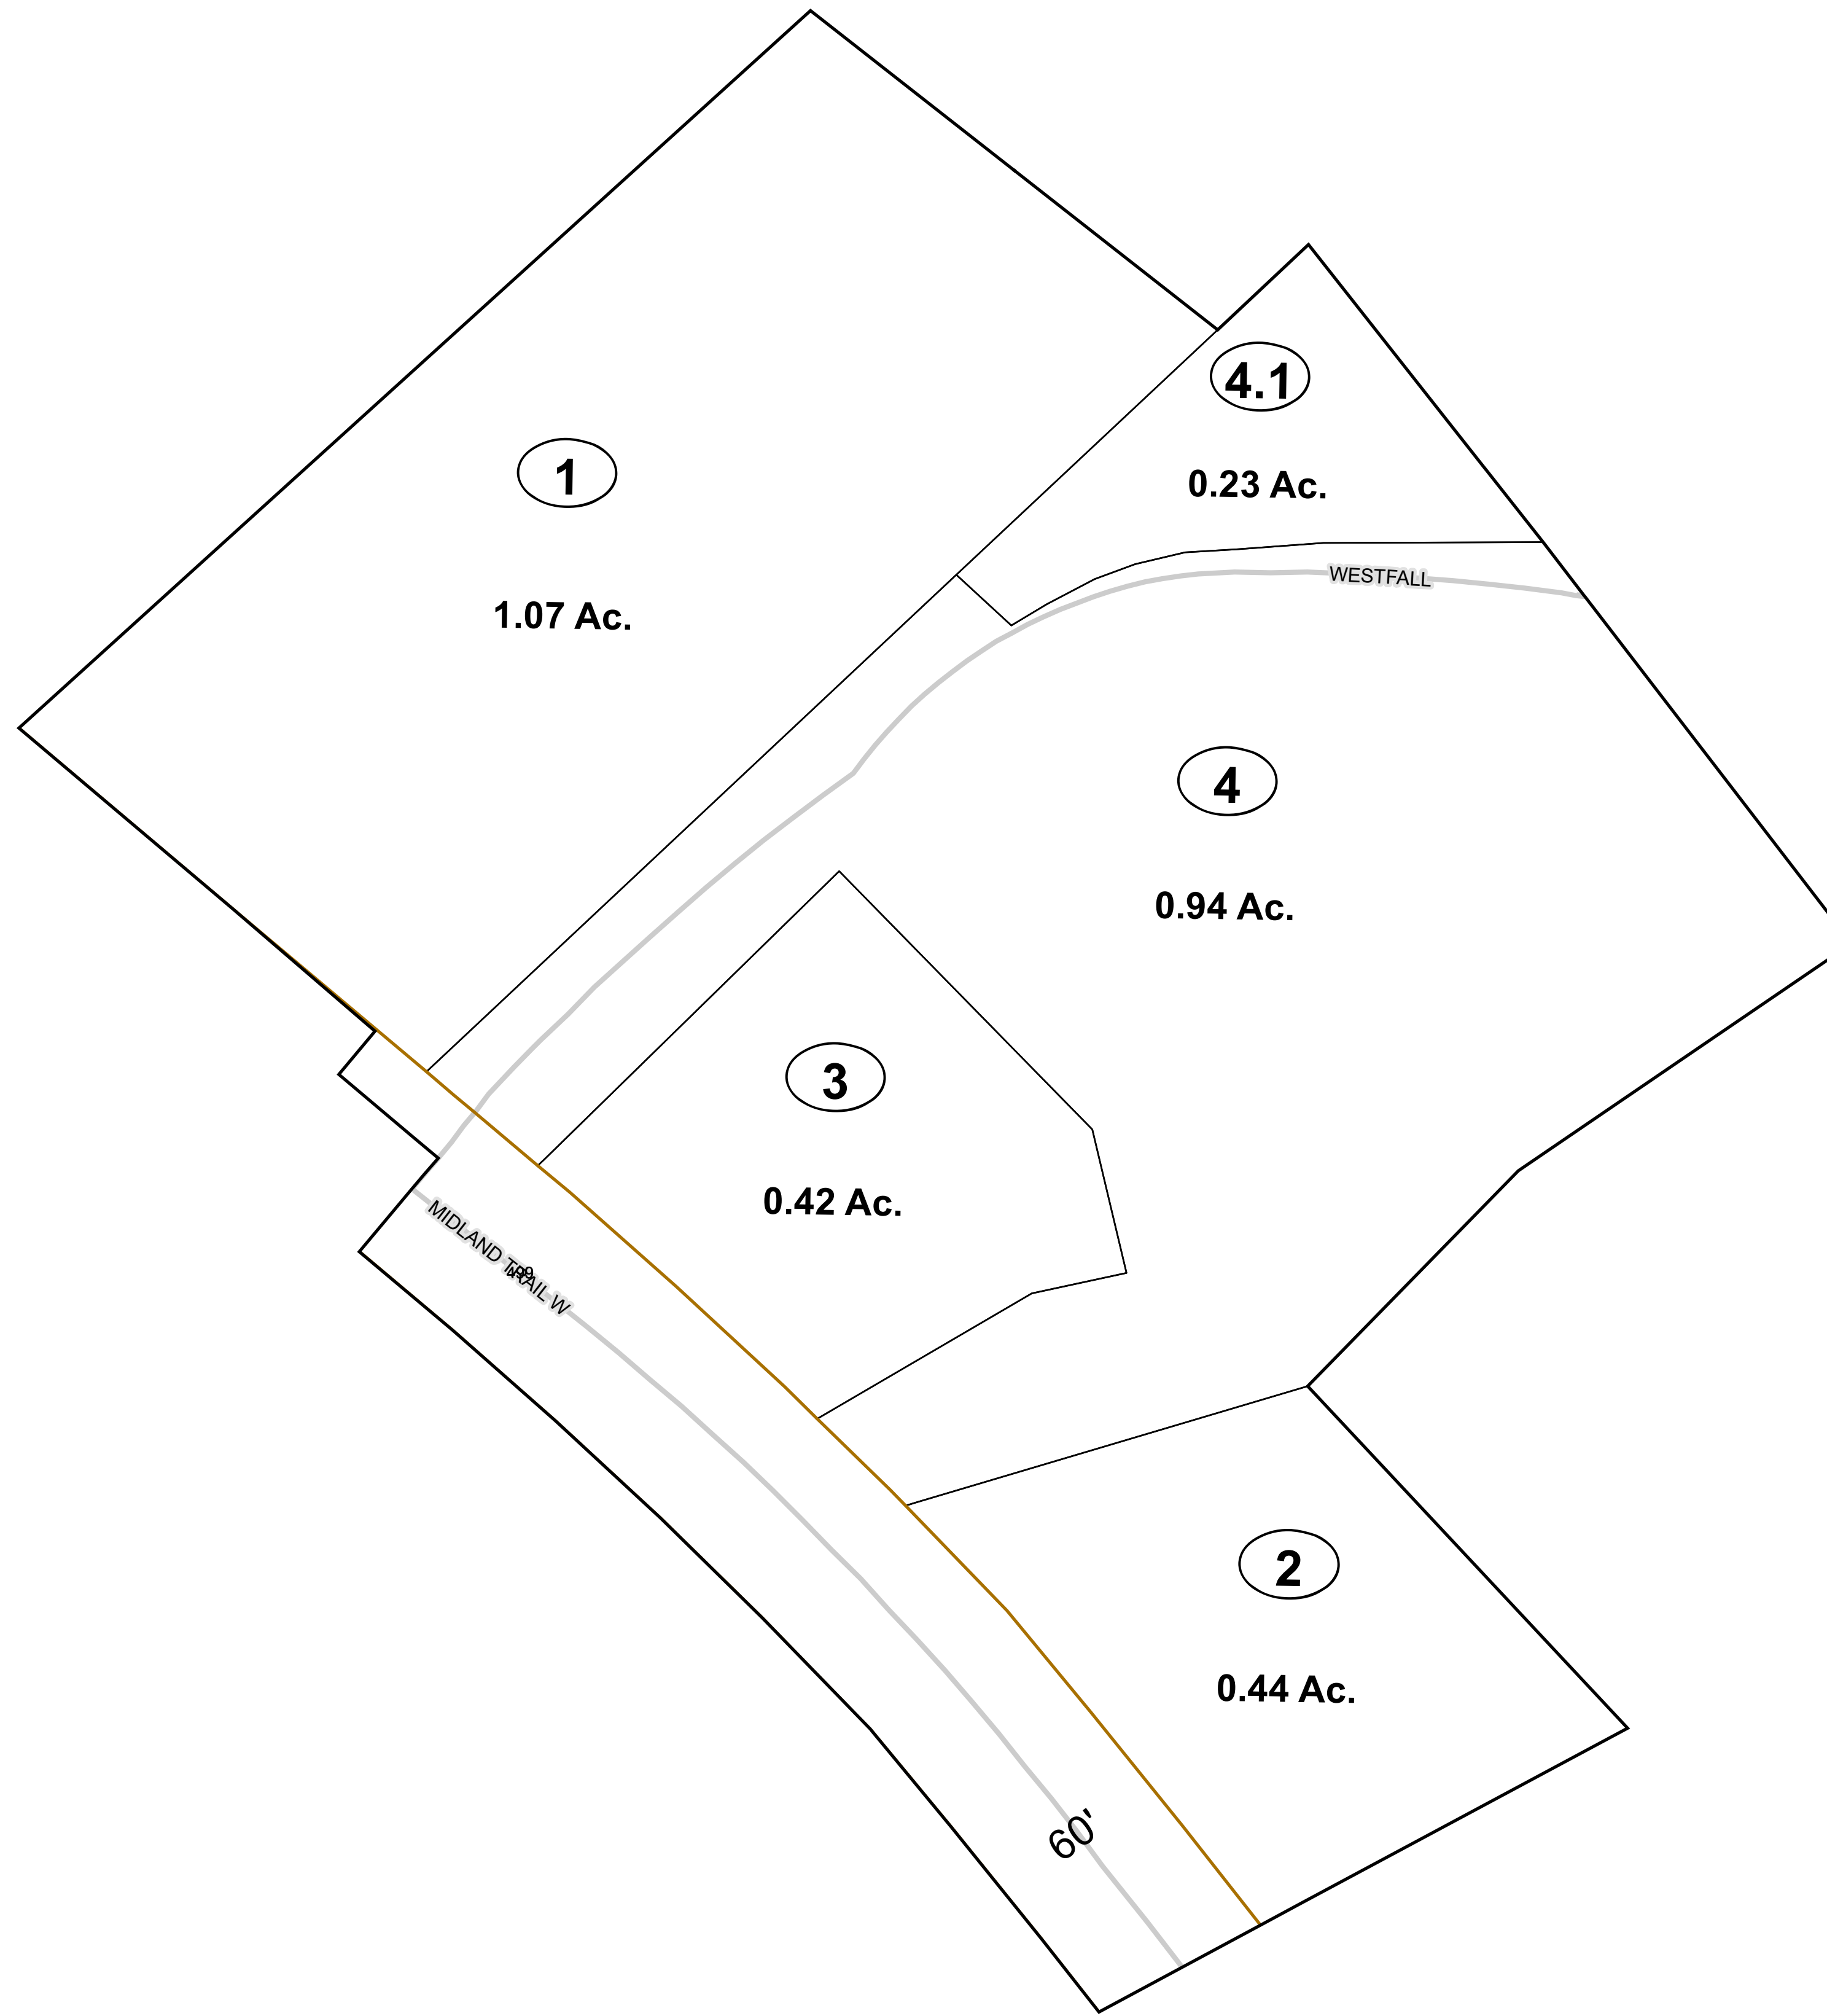 4.1
1
0.23 Ac.
WESTFALL
1.07 Ac.
4
0.94 Ac.
3
0.42 Ac.
MIDLAND TRAIL W
2
0.44 Ac.
60'